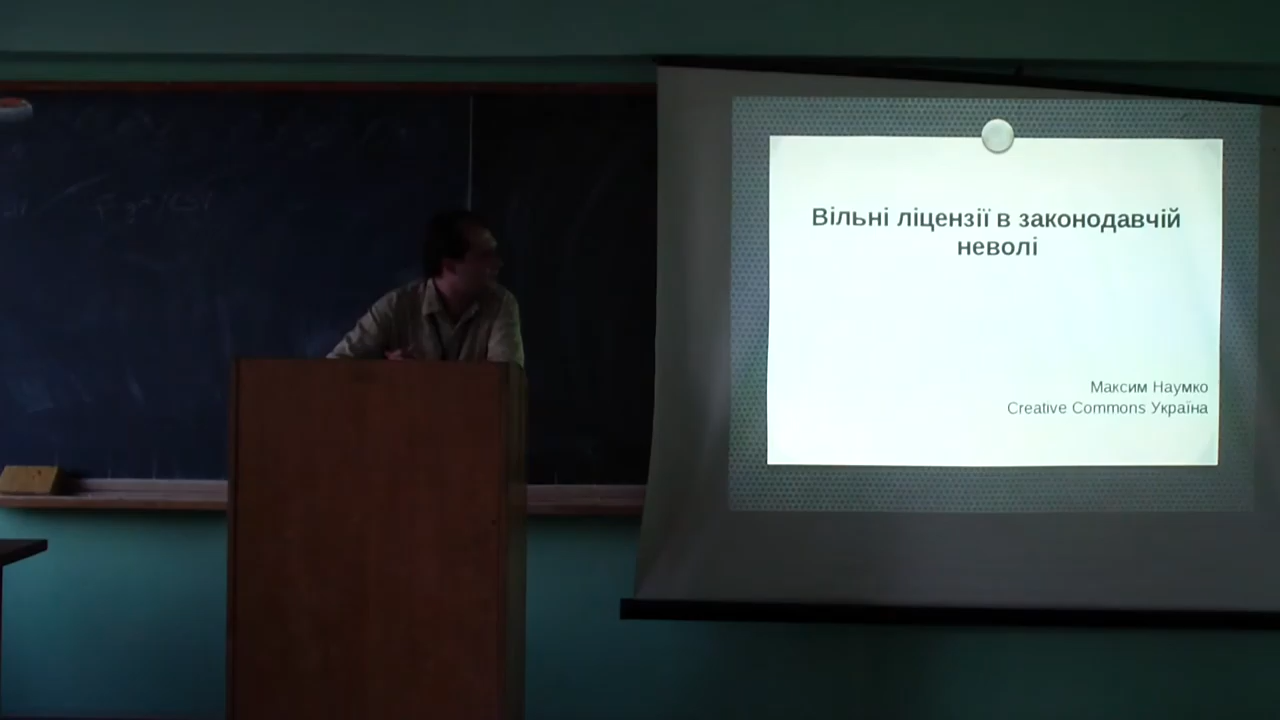 Вільні ліцензії в законодавчій
неволі
Максим Наумко
Creative Commons Україна